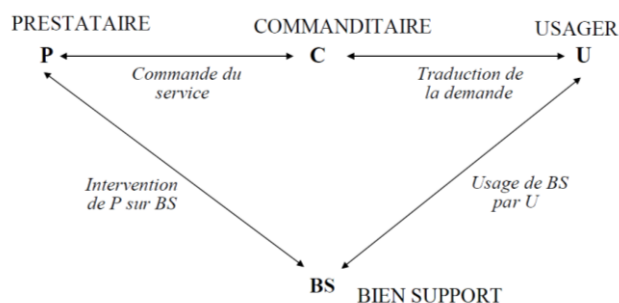 PRESTATAIRE
COMMANDITAIRE
USAGER
P
C
U
Commande du
service
Traduction de
la demande
Intervention
de P sur BS
Usage de BS
par U
BS
BIEN SUPPORT